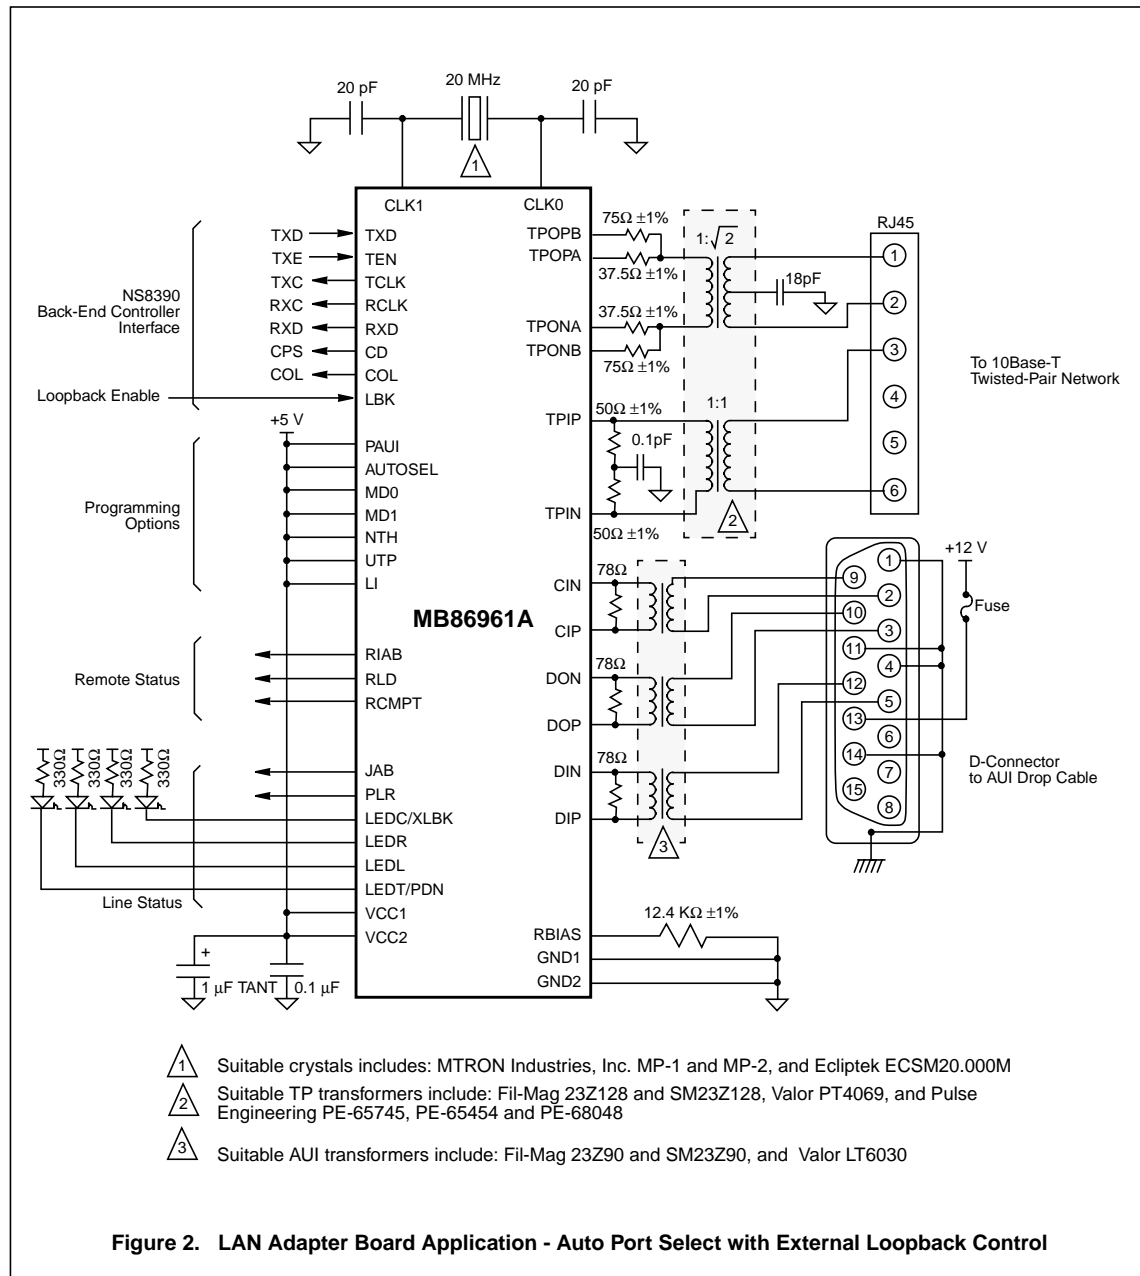 20 pF
20 MHz
20 pF
1
CLK1
CLK0
NS8390
Back-End Controller
Interface
TXD
TXE
TXC
RXC
RXD
CPS
COL
Loopback Enable
TXD
TEN
TCLK
RCLK
RXD
CD
COL
LBK
+5 V
Programming
Options
PAUI
AUTOSEL
MD0
MD1
NTH
UTP
LI
MB86961A
Remote Status
RIAB
RLD
RCMPT
330Ω
330Ω
330Ω
330Ω
JAB
PLR
LEDC/XLBK
LEDR
LEDL
LEDT/PDN
Line Status
VCC1
VCC2
+
1 µF TANT
0.1 µF
TPOPB
TPOPA
TPONA
TPONB
TPIP
TPIN
CIN
CIP
DON
DOP
DIN
DIP
RBIAS
GND1
GND2
75Ω ±1%
37.5Ω ±1%
37.5Ω ±1%
75Ω ±1%
50Ω ±1%
0.1pF
50Ω ±1%
1:√2
18pF
1:1
2
78Ω
78Ω
78Ω
3
12.4 KΩ ±1%
RJ45
1
2
3
4
5
6
To 10Base-T
Twisted-Pair Network
+12 V
Fuse
1
9
2
10
3
11
4
12
5
13
6
14
7
15
8
D-Connector
to AUI Drop Cable
1 Suitable crystals includes: MTRON Industries, Inc. MP-1 and MP-2, and Ecliptek ECSM20.000M
2 Suitable TP transformers include: Fil-Mag 23Z128 and SM23Z128, Valor PT4069, and Pulse
Engineering PE-65745, PE-65454 and PE-68048
3 Suitable AUI transformers include: Fil-Mag 23Z90 and SM23Z90, and Valor LT6030
Figure 2. LAN Adapter Board Application - Auto Port Select with External Loopback Control